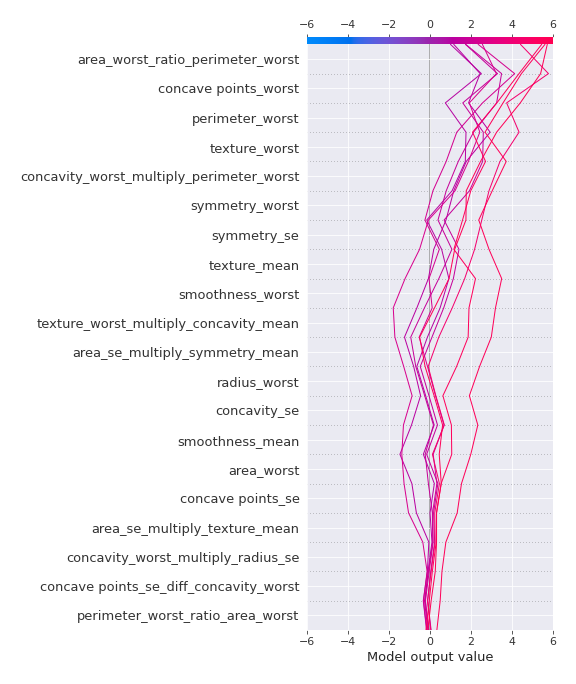 −6 −4 −2 0 2 4 6
area_worst_ratio_perimeter_worst
concave points_worst
perimeter_worst
texture_worst
concavity_worst_multiply_perimeter_worst
symmetry_worst
symmetry_se
texture_mean
smoothness_worst
texture_worst_multiply_concavity_mean
area_se_multiply_symmetry_mean
radius_worst
concavity_se
smoothness_mean
area_worst
concave points_se
area_se_multiply_texture_mean
concavity_worst_multiply_radius_se
concave points_se_diff_concavity_worst
perimeter_worst_ratio_area_worst
−6 −4 −2 0 2 4 6
Model output value